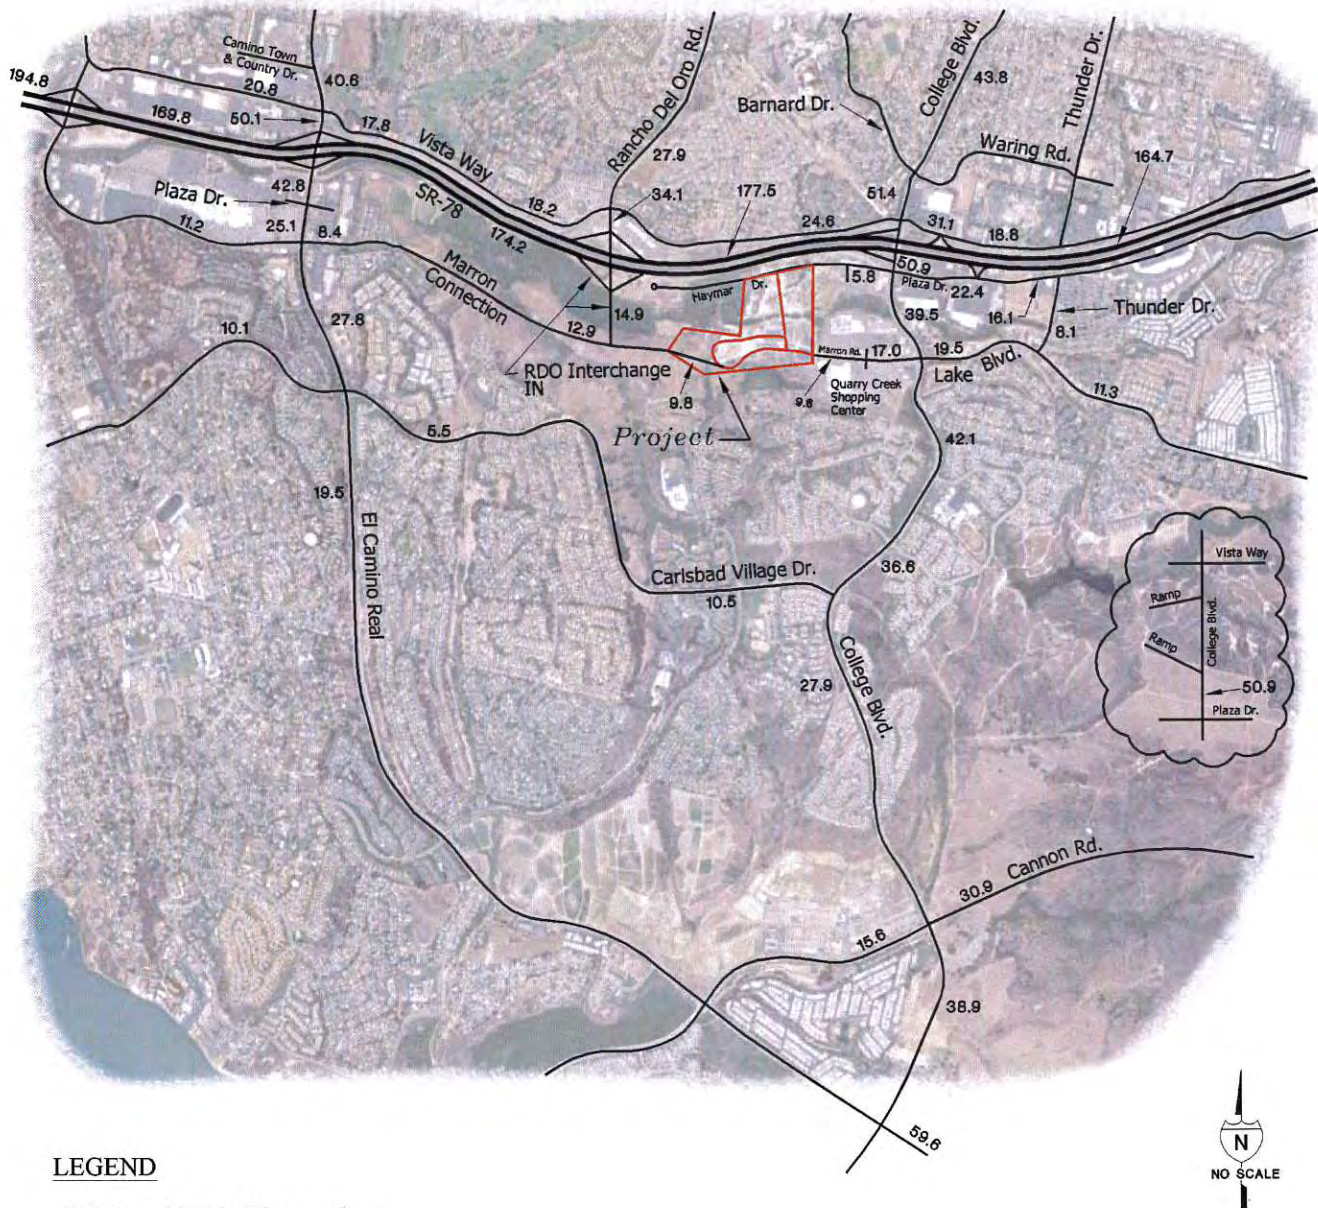 Camino Town
& Country Dr.
40.6
194.8
20.8
169.8
50.1
17.8
Vista Way
SR-78
174.2
18.2
Rancho Del Oro Rd.
27.9
34.1
177.5
Barnard Dr.
College Blvd.
43.8
Thunder Dr.
Waring Rd.
164.7
51.4
24.6
31.1
18.8
42.8
Plaza Dr.
25.1
11.2
8.4
Marron
Connection
12.9
14.9
Haymar Dr.
5.8
50.9
Plaza Dr.
22.4
39.5
16.1
Thunder Dr.
8.1
27.8
10.1
RDO Interchange
IN
9.8
Marron Rd.
17.0
19.5
Lake Blvd.
11.3
Quarry Creek
Shopping
Center
Project
5.5
42.1
19.5
El Camino Real
Carlsbad Village Dr.
10.5
36.6
27.9
College Blvd.
Vista Way
Ramp
Ramp
College Blvd.
50.9
Plaza Dr.
Cannon Rd.
30.9
15.6
38.9
59.6
N
NO SCALE
LEGEND